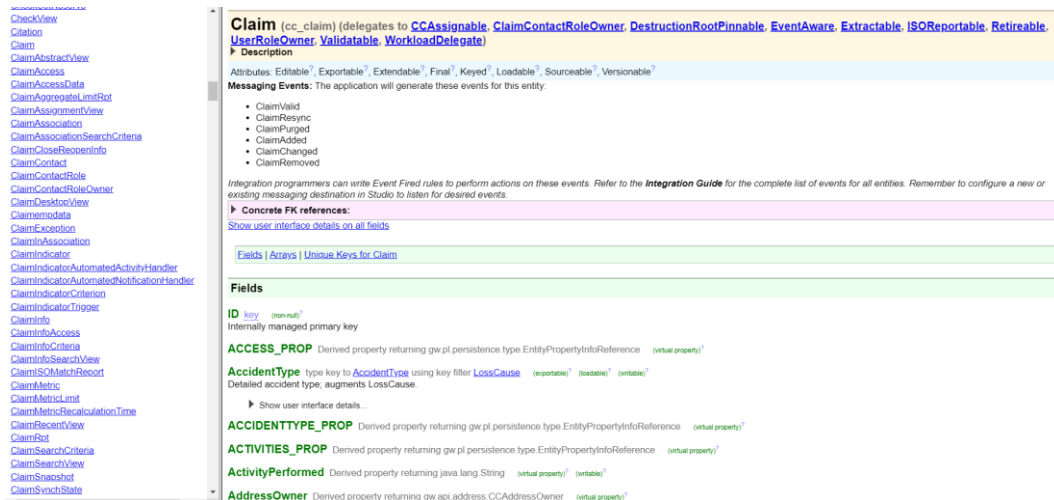 CheckView
Citation
Claim
ClaimAbstractView
ClaimAccess
ClaimAccessData
ClaimAggregateLimitRpt
ClaimAssignmentView
ClaimAssociation
ClaimAssociationSearchCriteria
ClaimCloseReopenInfo
ClaimContact
ClaimContactRole
ClaimContactRoleOwner
ClaimDesktopView
Claimempdata
ClaimException
ClaimInAssociation
ClaimIndicator
ClaimIndicatorAutomatedActivityHandler
ClaimIndicatorAutomatedNotificationHandler
ClaimIndicatorCriterion
ClaimIndicatorTrigger
ClaimInfo
ClaimInfoAccess
ClaimInfoCriteria
ClaimInfoSearchView
ClaimISOMatchReport
ClaimMetric
ClaimMetricLimit
ClaimMetricRecalculationTime
ClaimRecentView
ClaimRpt
ClaimSearchCriteria
ClaimSearchView
ClaimSnapshot
ClaimSynchState
Claim (cc_claim) (delegates to CCAssignable, ClaimContactRoleOwner, DestructionRootPinnable, EventAware, Extractable, ISOReportable, Retireable,
UserRoleOwner, Validatable, WorkloadDelegate)
Description
Attributes: Editable?, Exportable?, Extendable?, Final?, Keyed?, Loadable?, Sourceable?, Versionable?
Messaging Events: The application will generate these events for this entity:
• ClaimValid
• ClaimResync
• ClaimPurged
• ClaimAdded
• ClaimChanged
• ClaimRemoved
Integration programmers can write Event Fired rules to perform actions on these events. Refer to the Integration Guide for the complete list of events for all entities. Remember to configure a new or
existing messaging destination in Studio to listen for desired events.
Concrete FK references:
Show user interface details on all fields
Fields | Arrays | Unique Keys for Claim
Fields
ID key (non-null)?
Internally managed primary key
ACCESS_PROP Derived property returning gw.pl.persistence.type.EntityPropertyInfoReference (virtual property)?
AccidentType type key to AccidentType using key filter LossCause (exportable)? (loadable)? (writable)?
Detailed accident type; augments LossCause.
Show user interface details...
ACCIDENTTYPE_PROP Derived property returning gw.pl.persistence.type.EntityPropertyInfoReference (virtual property)?
ACTIVITIES_PROP Derived property returning gw.pl.persistence.type.EntityPropertyInfoReference (virtual property)?
ActivityPerformed Derived property returning java.lang.String (virtual property)? (writable)?
AddressOwner Derived property returning gw.api.address.CCAddressOwner (virtual property)?